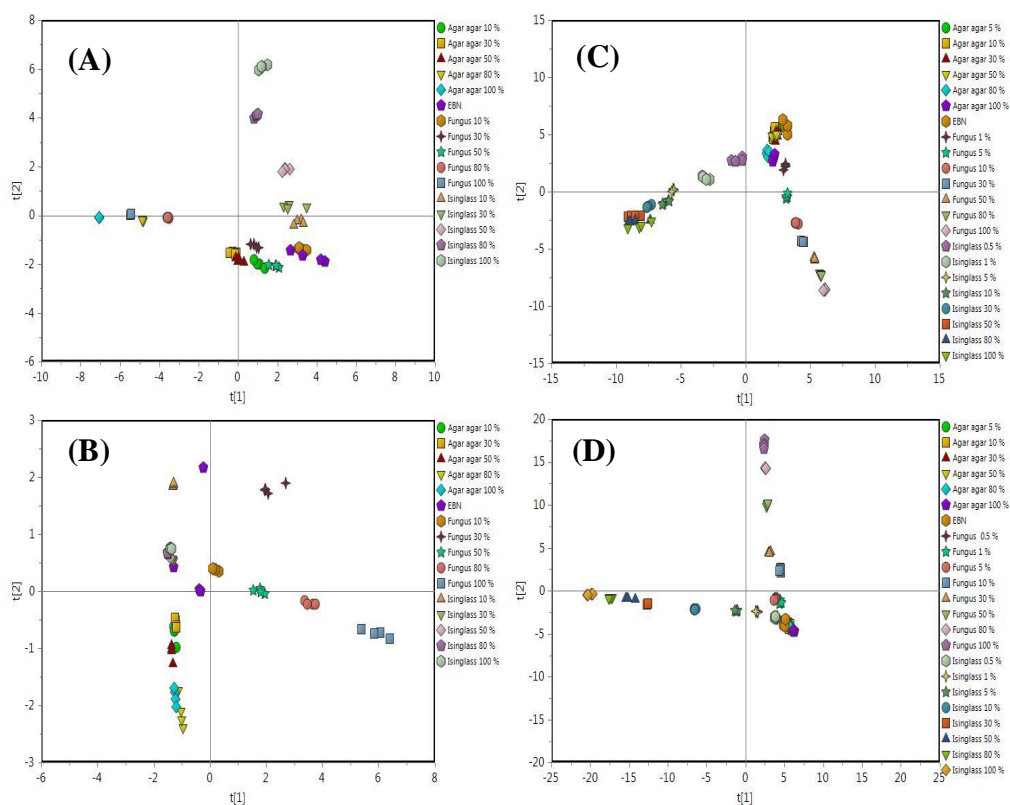 (A)
8
6
4
2
0
-2
-4
-6
t[2]
-10
-8
-6
-4
-2
0
2
4
6
8
10
t[1]
Agar agar 10 %
Agar agar 30 %
Agar agar 50 %
Agar agar 80 %
Agar agar 100 %
EBN
Fungus 10 %
Fungus 30 %
Fungus 50 %
Fungus 80 %
Fungus 100 %
Isinglass 10 %
Isinglass 30 %
Isinglass 50 %
Isinglass 80 %
Isinglass 100 %
(C)
15
10
5
0
-5
-10
-15
t[2]
-15
-10
-5
0
5
10
15
t[1]
Agar agar 5 %
Agar agar 10 %
Agar agar 30 %
Agar agar 50 %
Agar agar 80 %
Agar agar 100 %
EBN
Fungus 1 %
Fungus 5 %
Fungus 10 %
Fungus 30 %
Fungus 50 %
Fungus 80 %
Fungus 100 %
Isinglass 0.5 %
Isinglass 1 %
Isinglass 5 %
Isinglass 10 %
Isinglass 30 %
Isinglass 50 %
Isinglass 80 %
Isinglass 100 %
(B)
3
2
1
0
-1
-2
-3
t[2]
-6
-4
-2
0
2
4
6
8
t[1]
Agar agar 10 %
Agar agar 30 %
Agar agar 50 %
Agar agar 80 %
Agar agar 100 %
EBN
Fungus 10 %
Fungus 30 %
Fungus 50 %
Fungus 80 %
Fungus 100 %
Isinglass 10 %
Isinglass 30 %
Isinglass 50 %
Isinglass 80 %
Isinglass 100 %
(D)
20
15
10
5
0
-5
-10
-15
-20
t[2]
-25
-20
-15
-10
-5
0
5
10
15
20
25
t[1]
Agar agar 5 %
Agar agar 10 %
Agar agar 30 %
Agar agar 50 %
Agar agar 80 %
Agar agar 100 %
EBN
Fungus 0.5 %
Fungus 1 %
Fungus 5 %
Fungus 10 %
Fungus 30 %
Fungus 50 %
Fungus 80 %
Fungus 100 %
Isinglass 0.5 %
Isinglass 1 %
Isinglass 5 %
Isinglass 10 %
Isinglass 30 %
Isinglass 50 %
Isinglass 80 %
Isinglass 100 %